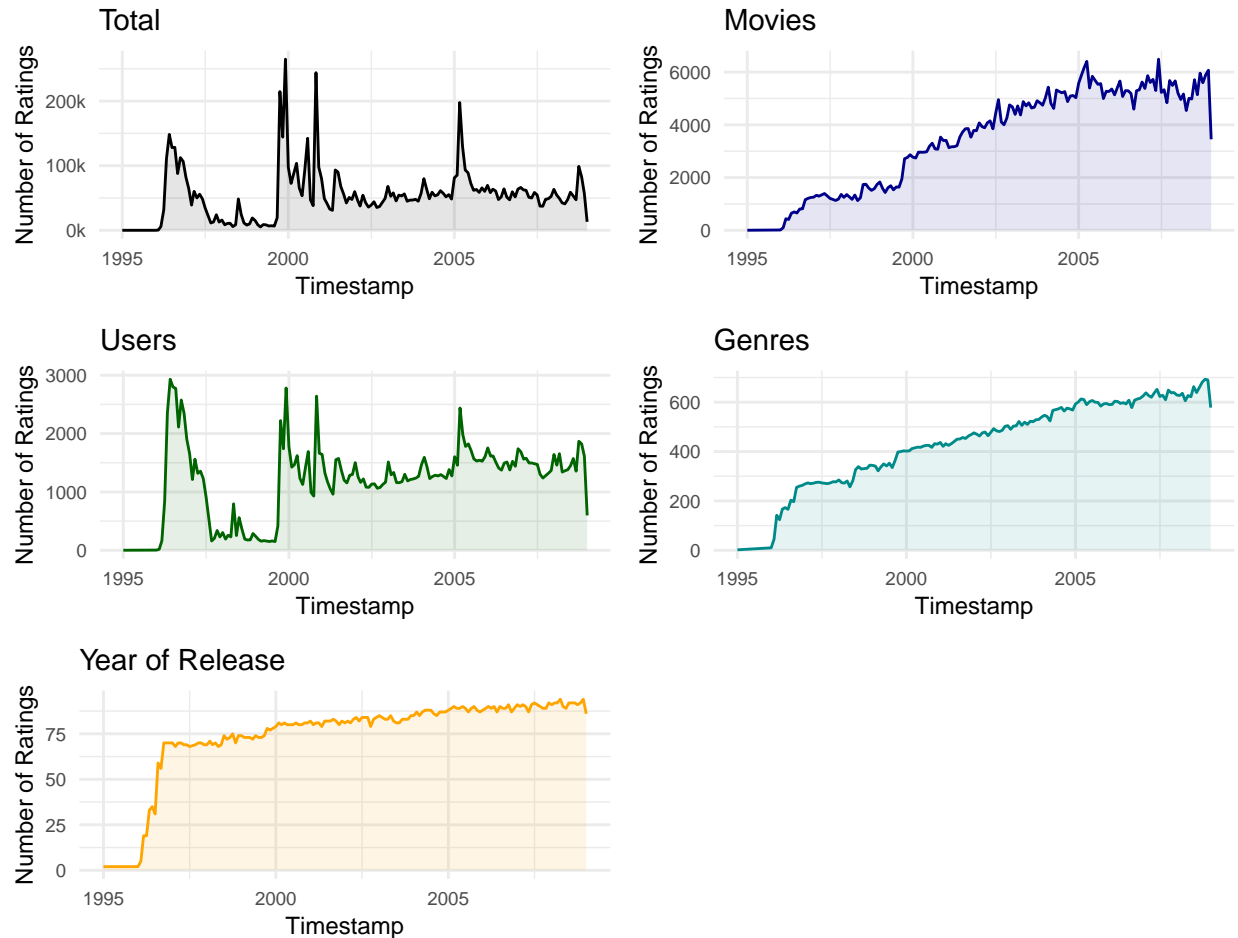 Total
Number of Ratings
200k
100k
0k
1995 2000 2005
Timestamp
Movies
Number of Ratings
6000
4000
2000
0
1995 2000 2005
Timestamp
Users
Number of Ratings
3000
2000
1000
0
1995 2000 2005
Timestamp
Genres
Number of Ratings
600
400
200
0
1995 2000 2005
Timestamp
Year of Release
Number of Ratings
75
50
25
0
1995 2000 2005
Timestamp